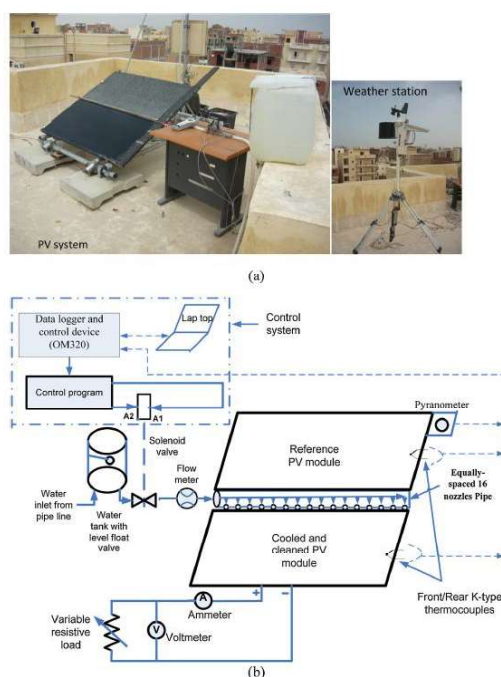 Weather station
PV system
(a)
Data logger and
control device
(OM320)
Lap top
Control
system
Control program
A2
A1
Solenoid
valve
Pyranometer
Reference
PV module
Flow
meter
Equally-spaced 16
nozzles Pipe
Water
inlet from
pipe line
Water
tank with
level float
valve
Cooled and
cleaned PV
module
Front/Rear K-type
thermocouples
Variable
resistive
load
A
Ammeter
+
−
V
Voltmeter
(b)